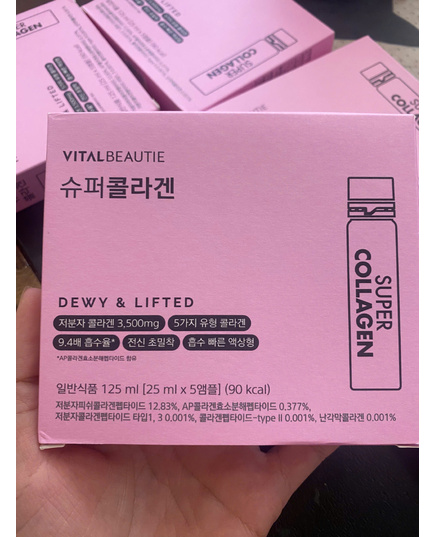 SUPER
COLLAGEN
VITALBEAUTIE
슈퍼콜라겐
SUPER
COLLAGEN
DEWY & LIFTED
저분자 콜라겐 3,500mg 5가지 유형 콜라겐
9.4배 흡수율* 전신 초밀착 흡수 빠른 액상형
*AP콜라겐효소분해펩타이드 함유
일반식품 125 ml [25 ml x 5앰플] (90 kcal)
저분자피쉬콜라겐펩타이드 12.83%, AP콜라겐효소분해펩타이드 0.377%,
저분자콜라겐펩타이드 타입1, 3 0.001%, 콜라겐펩타이드-type II 0.001%, 난각막콜라겐 0.001%